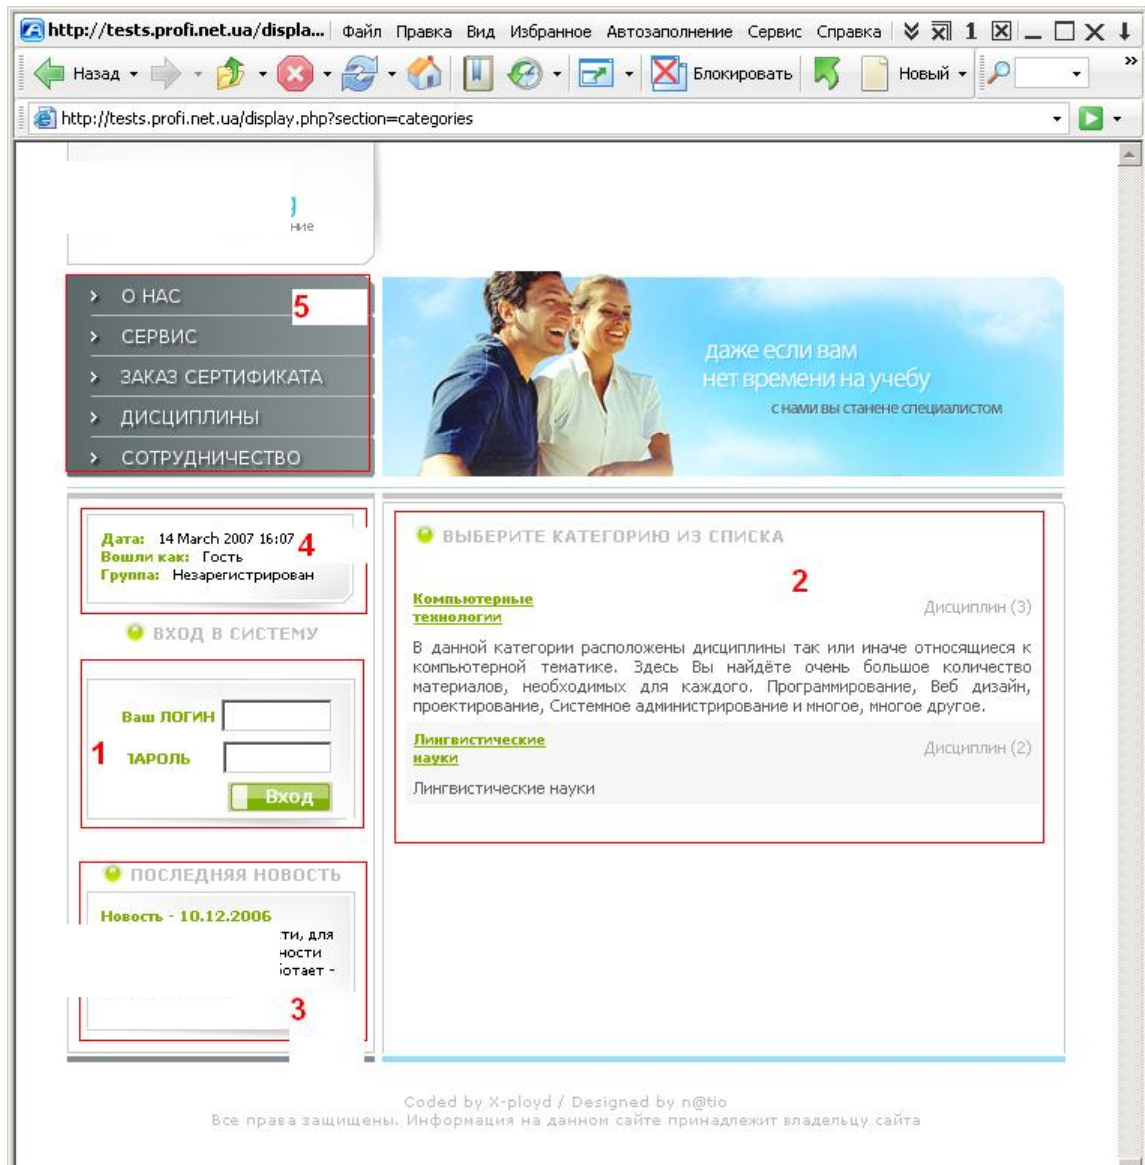 http://tests.profi.net.ua/displa... Файл Правка Вид Избранное Автозаполнение Сервис Справка 1
Назад Блокировать Новый »
http://tests.profi.net.ua/display.php?section=categories
ние
О НАС
5
СЕРВИС
ЗАКАЗ СЕРТИФИКАТА
ДИСЦИПЛИНЫ
СОТРУДНИЧЕСТВО
даже если вам
нет времени на учебу
с нами вы станене специалистом
Дата: 14 March 2007 16:07
Вошли как: Гость
Группа: Незарегистрирован
4
ВХОД В СИСТЕМУ
Ваш ЛОГИН
1
АРОЛЬ
Вход
ПОСЛЕДНЯЯ НОВОСТЬ
Новость - 10.12.2006
ти, для
ности
ботает -
3
ВЫБЕРИТЕ КАТЕГОРИЮ ИЗ СПИСКА
2
Компьютерные
технологии
Дисциплин (3)
В данной категории расположены дисциплины так или иначе относящиеся к
компьютерной тематике. Здесь Вы найдёте очень большое количество
материалов, необходимых для каждого. Программирование, Веб дизайн,
проектирование, Системное администрирование и многое, многое другое.
Лингвистические
науки
Дисциплин (2)
Лингвистические науки
Coded by X-ployd / Designed by n@tio
Все права защищены. Информация на данном сайте принадлежит владельцу сайта